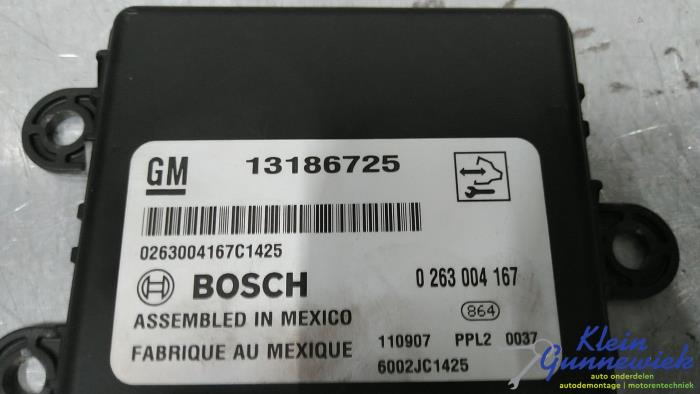 GM 13186725
0263004167C1425
BOSCH 0 263 004 167
864
ASSEMBLED IN MEXICO
110907 PPL2 0037
FABRIQUE AU MEXIQUE
6002JC1425
Klein
Gunnewiek
auto onderdelen
autodemontage | motorentechniek